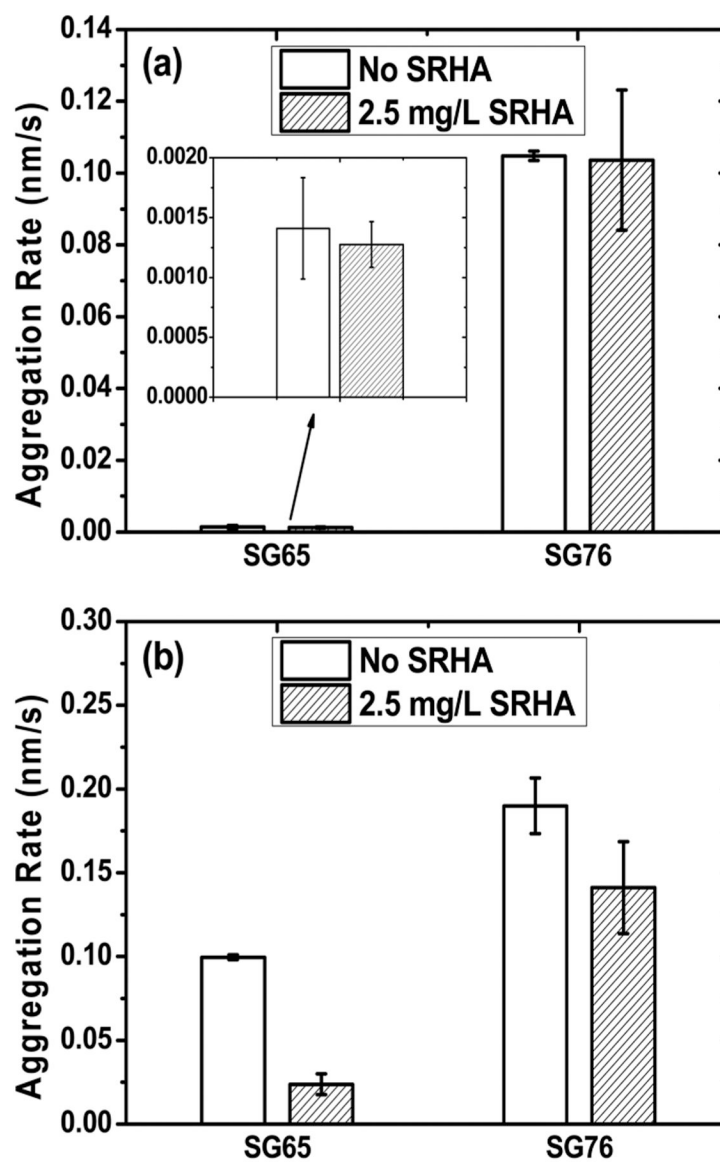 (a)
No SRHA
2.5 mg/L SRHA
Aggregation Rate (nm/s)
0.14
0.12
0.10
0.08
0.06
0.04
0.02
0.00
0.0020
0.0015
0.0010
0.0005
0.0000
SG65
SG76
(b)
No SRHA
2.5 mg/L SRHA
Aggregation Rate (nm/s)
0.30
0.25
0.20
0.15
0.10
0.05
0.00
SG65
SG76